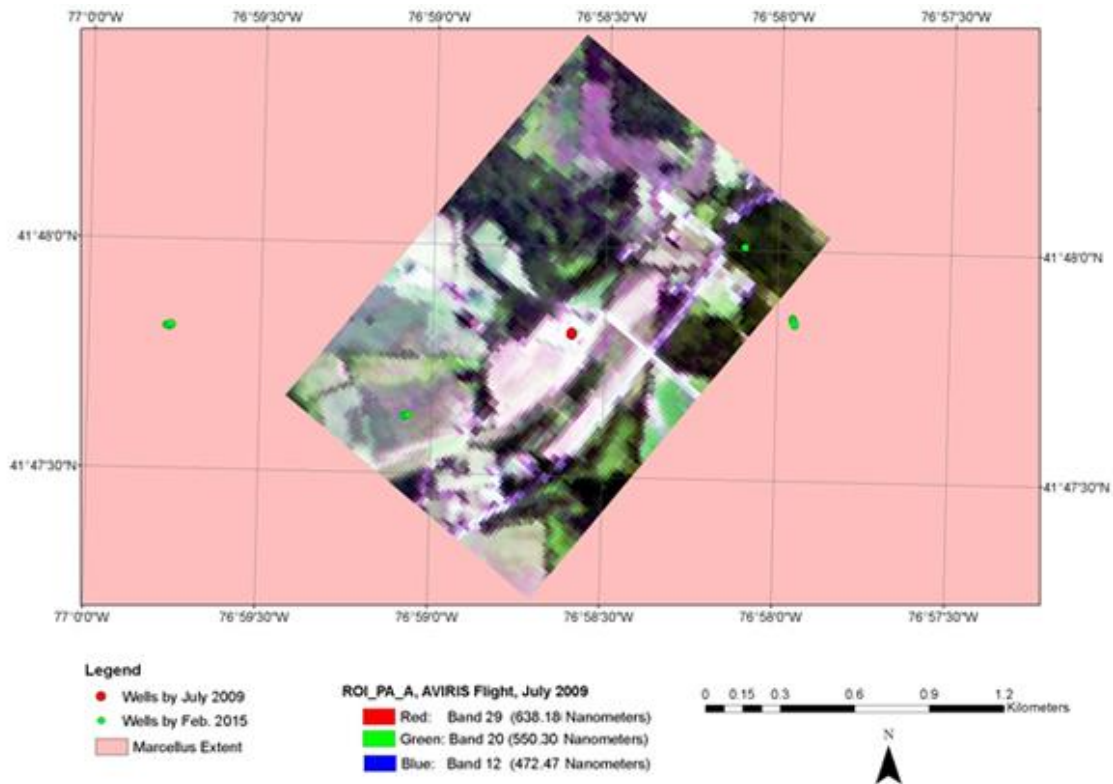 77°0'0"W 76°59'30"W 76°59'0"W 76°58'30"W 76°58'0"W 76°57'30"W
41°48'0"N
41°48'0"N
41°47'30"N
41°47'30"N
77°0'0"W 76°59'30"W 76°59'0"W 76°58'30"W 76°58'0"W 76°57'30"W
Legend
Wells by July 2009
Wells by Feb. 2015
Marcellus Extent
ROI_PA_A, AVIRIS Flight, July 2009
Red: Band 29 (638.18 Nanometers)
Green: Band 20 (550.30 Nanometers)
Blue: Band 12 (472.47 Nanometers)
0 0.15 0.3 0.6 0.9 1.2
Kilometers
N